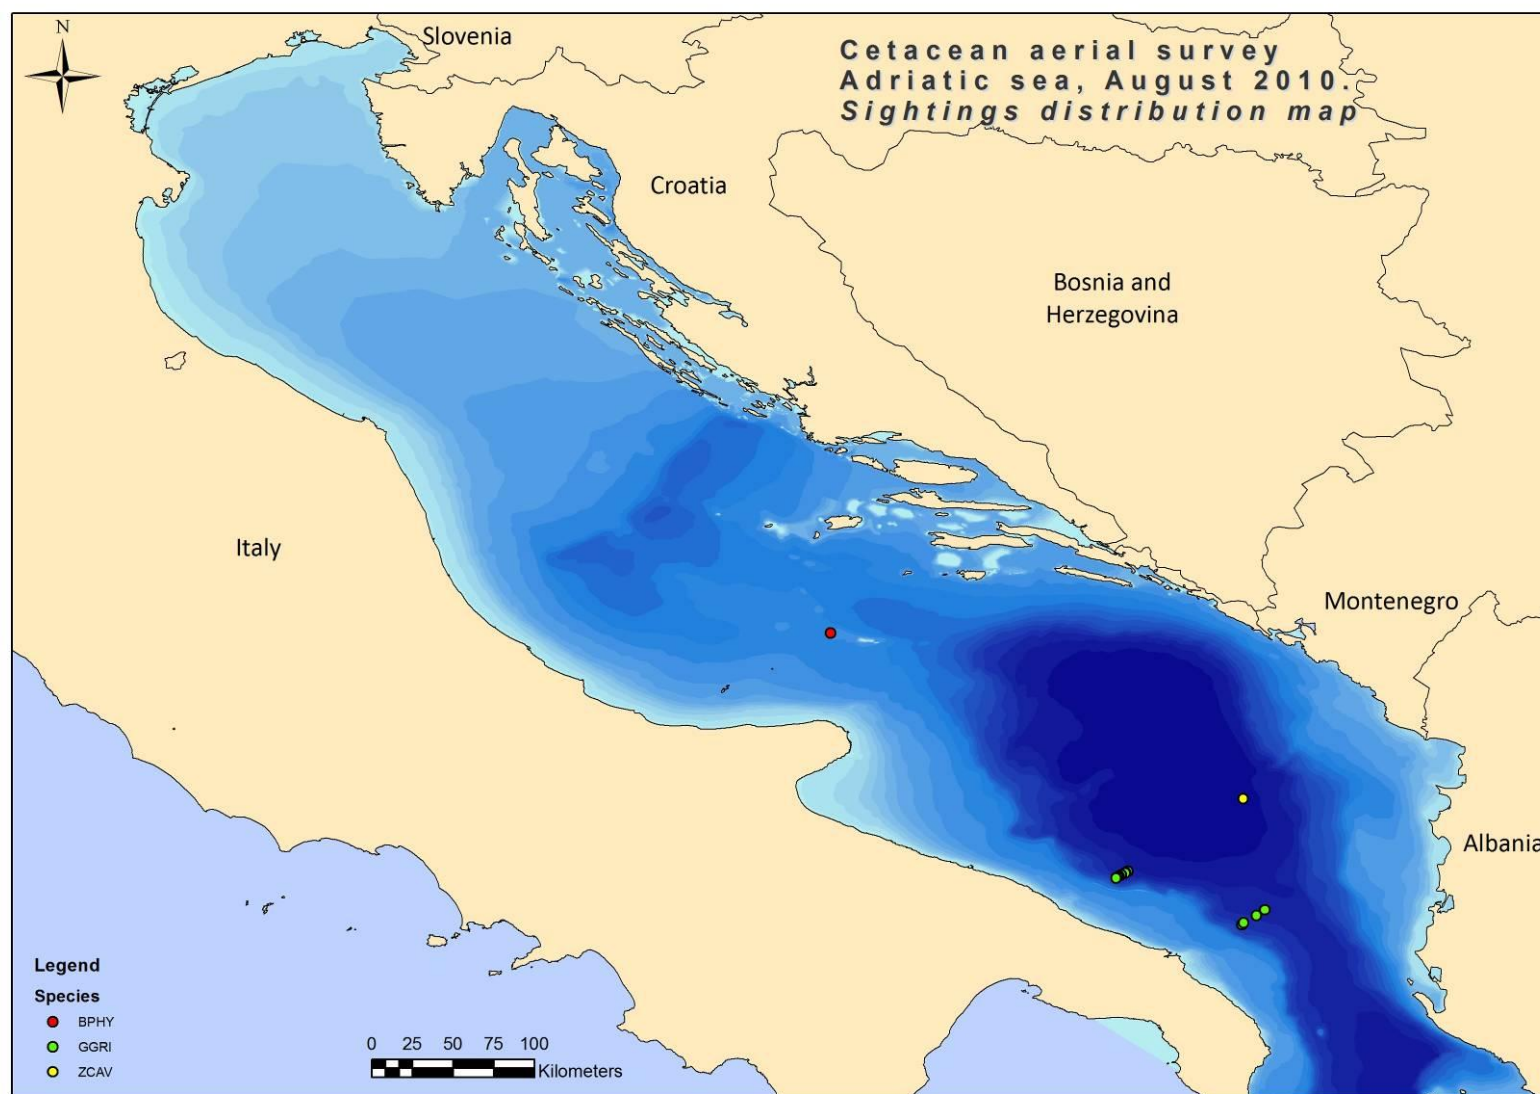 N
Slovenia
Cetacean aerial survey
Adriatic sea, August 2010.
Sightings distribution map
Croatia
Bosnia and
Herzegovina
Italy
Montenegro
Albania
Legend
Species
BPHY
GGRI
ZCAV
0 25 50 75 100
Kilometers